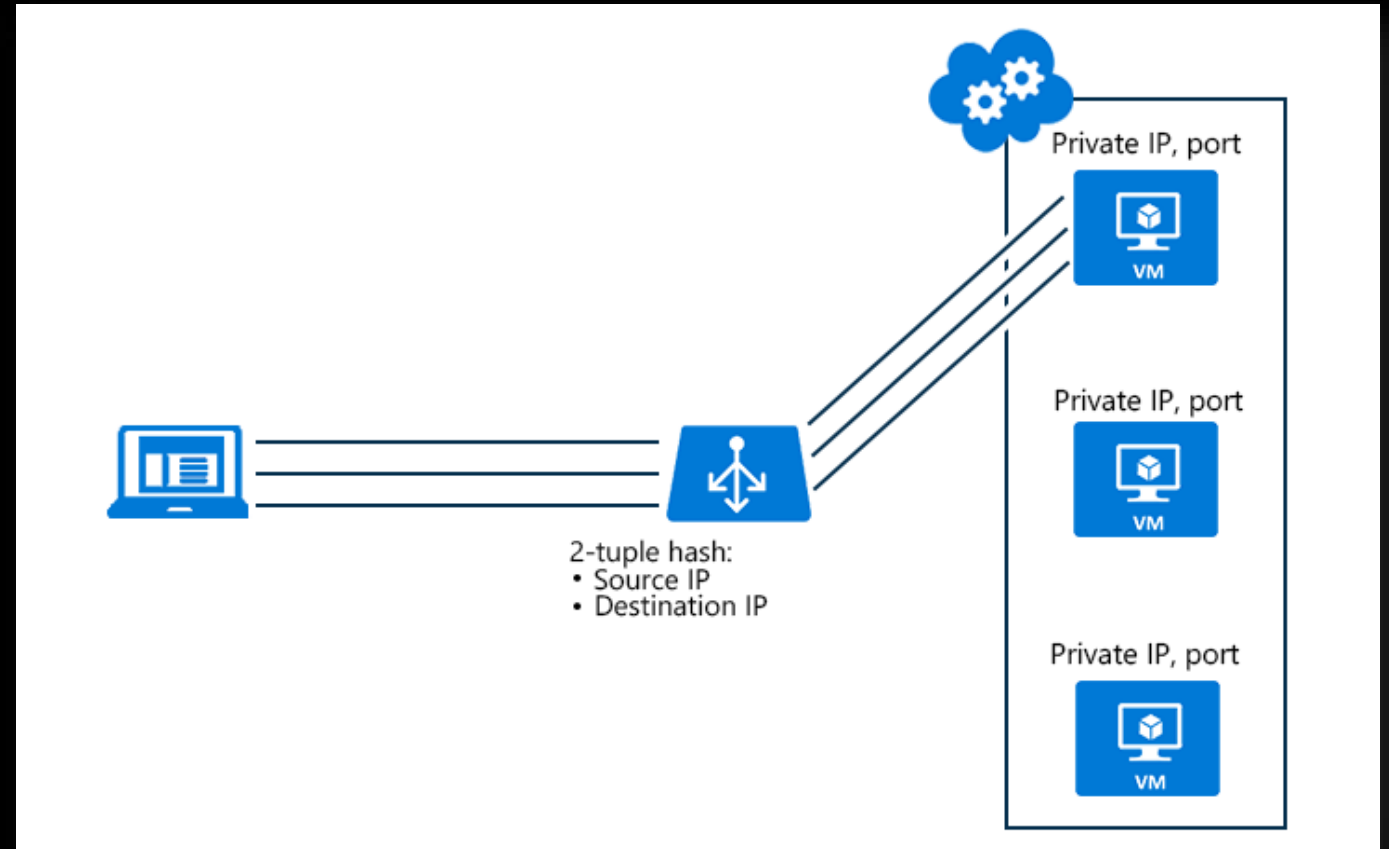 Private IP, port
VM
Private IP, port
VM
2-tuple hash:
• Source IP
• Destination IP
Private IP, port
VM